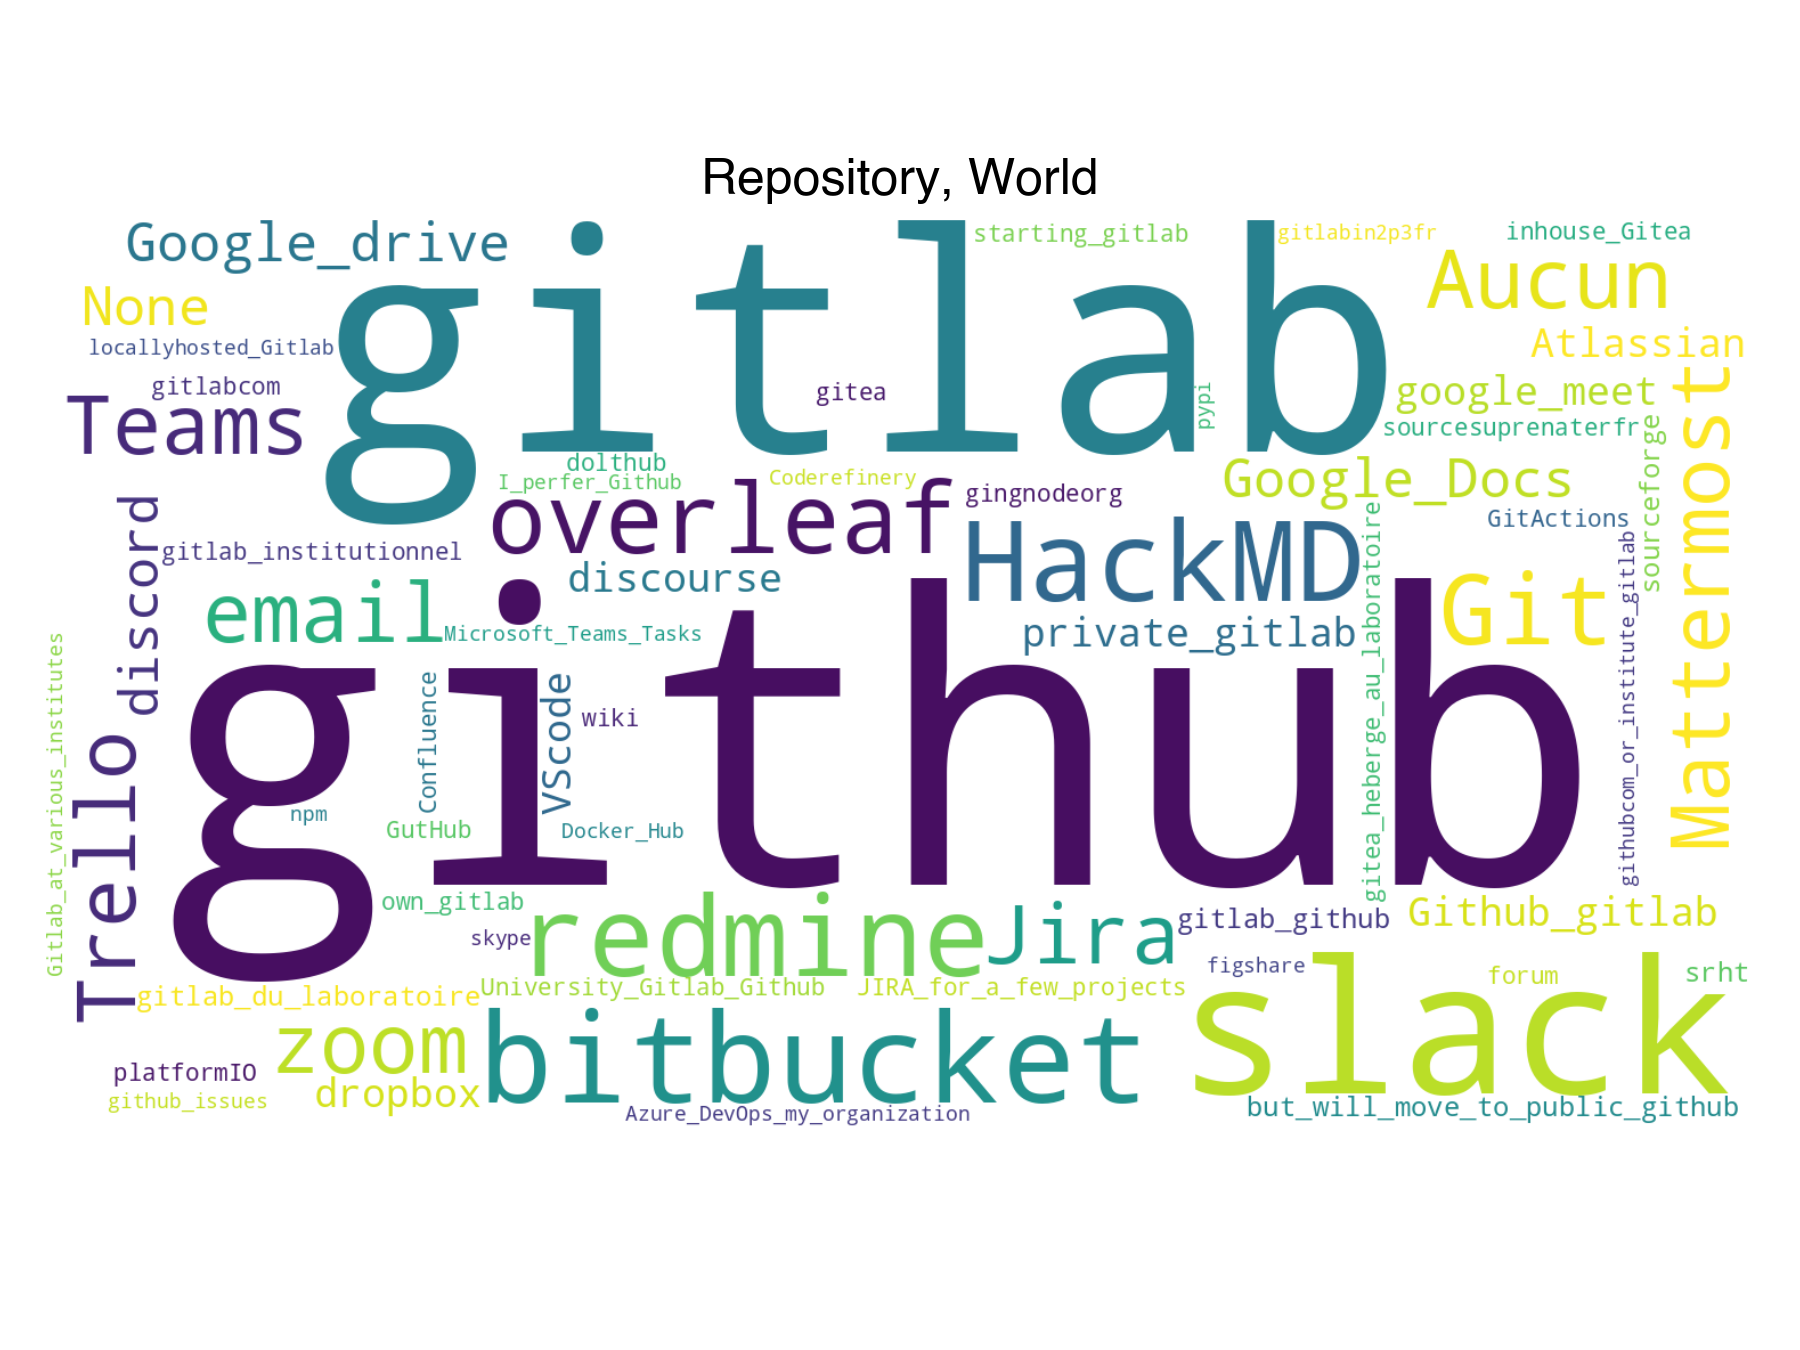 Repository, World
Google_drive
gitlab
starting_gitlab
gitlabin2p3fr
inhouse_Gitea
None
Aucun
locallyhosted_Gitlab
Atlassian
gitlabcom
gitea
pypi
google_meet
Teams
sourcesuprenaterfr
Mattermost
dolthub
I_perfer_Github
Coderefinery
Google_Docs
sourceforge
overleaf
gingnodeorg
discord
GitActions
gitlab_institutionnel
HackMD
discourse
email
Microsoft_Teams_Tasks
private_gitlab
gitea_heberge_au_laboratoire
Git
githubcom_or_institute_gitlab
Gitlab_at_various_institutes
github
Trello
Confluence
VScode
wiki
npm
GutHub
Docker_Hub
own_gitlab
skype
redmine
Jira
gitlab_github
Github_gitlab
figshare
forum
srht
gitlab_du_laboratoire
University_Gitlab_Github
JIRA_for_a_few_projects
slack
zoom
bitbucket
platformIO
github_issues
dropbox
Azure_DevOps_my_organization
but_will_move_to_public_github